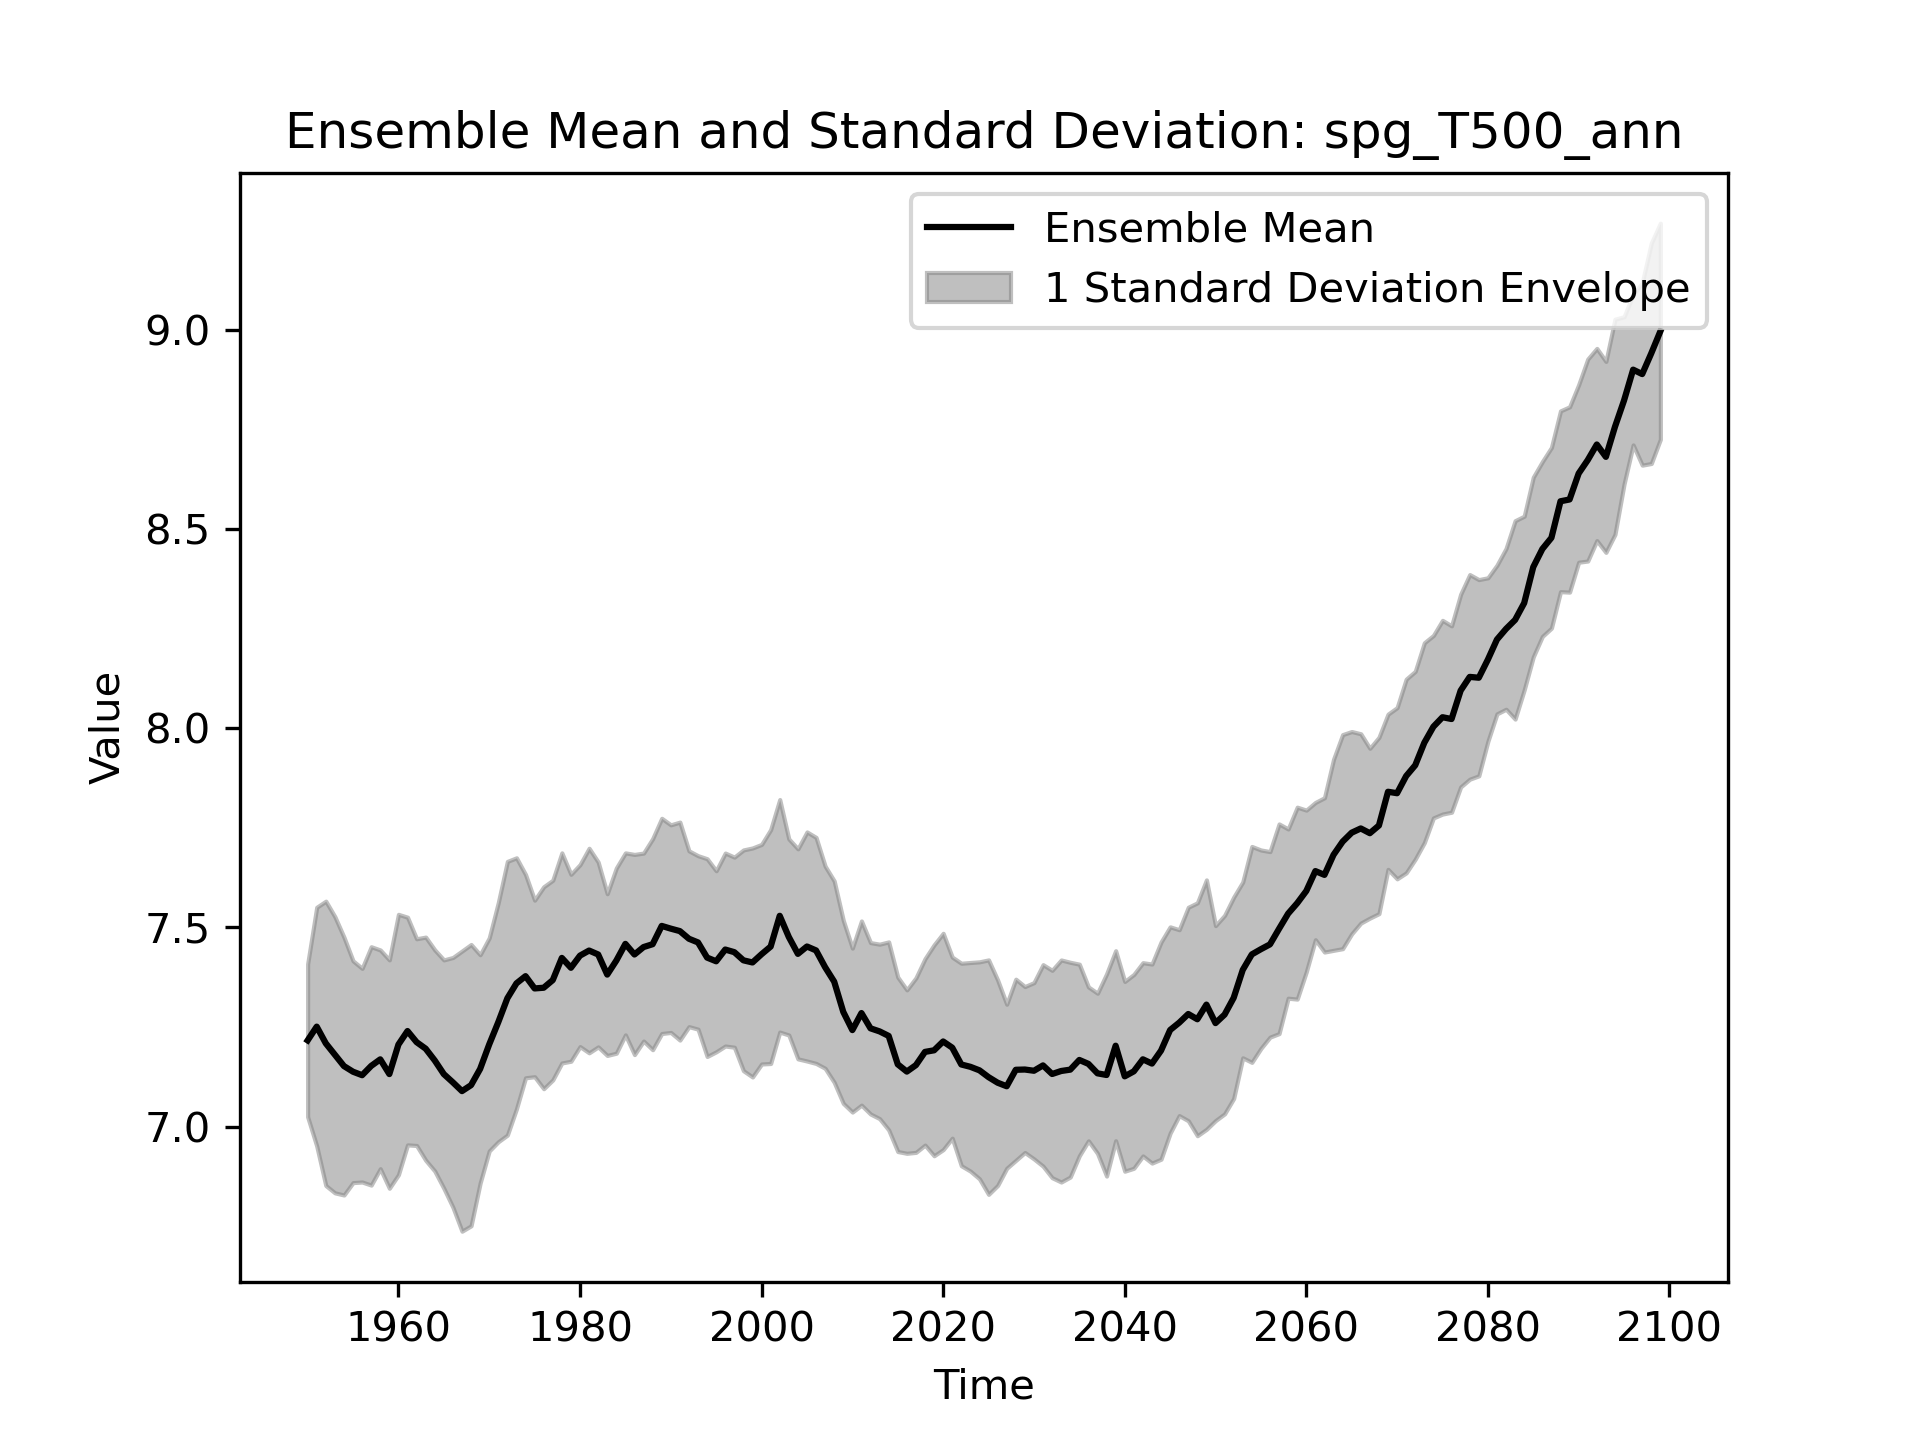 Ensemble Mean and Standard Deviation: spg_T500_ann
Ensemble Mean
1 Standard Deviation Envelope
9.0
8.5
8.0
7.5
7.0
Value
1960 1980 2000 2020 2040 2060 2080 2100
Time